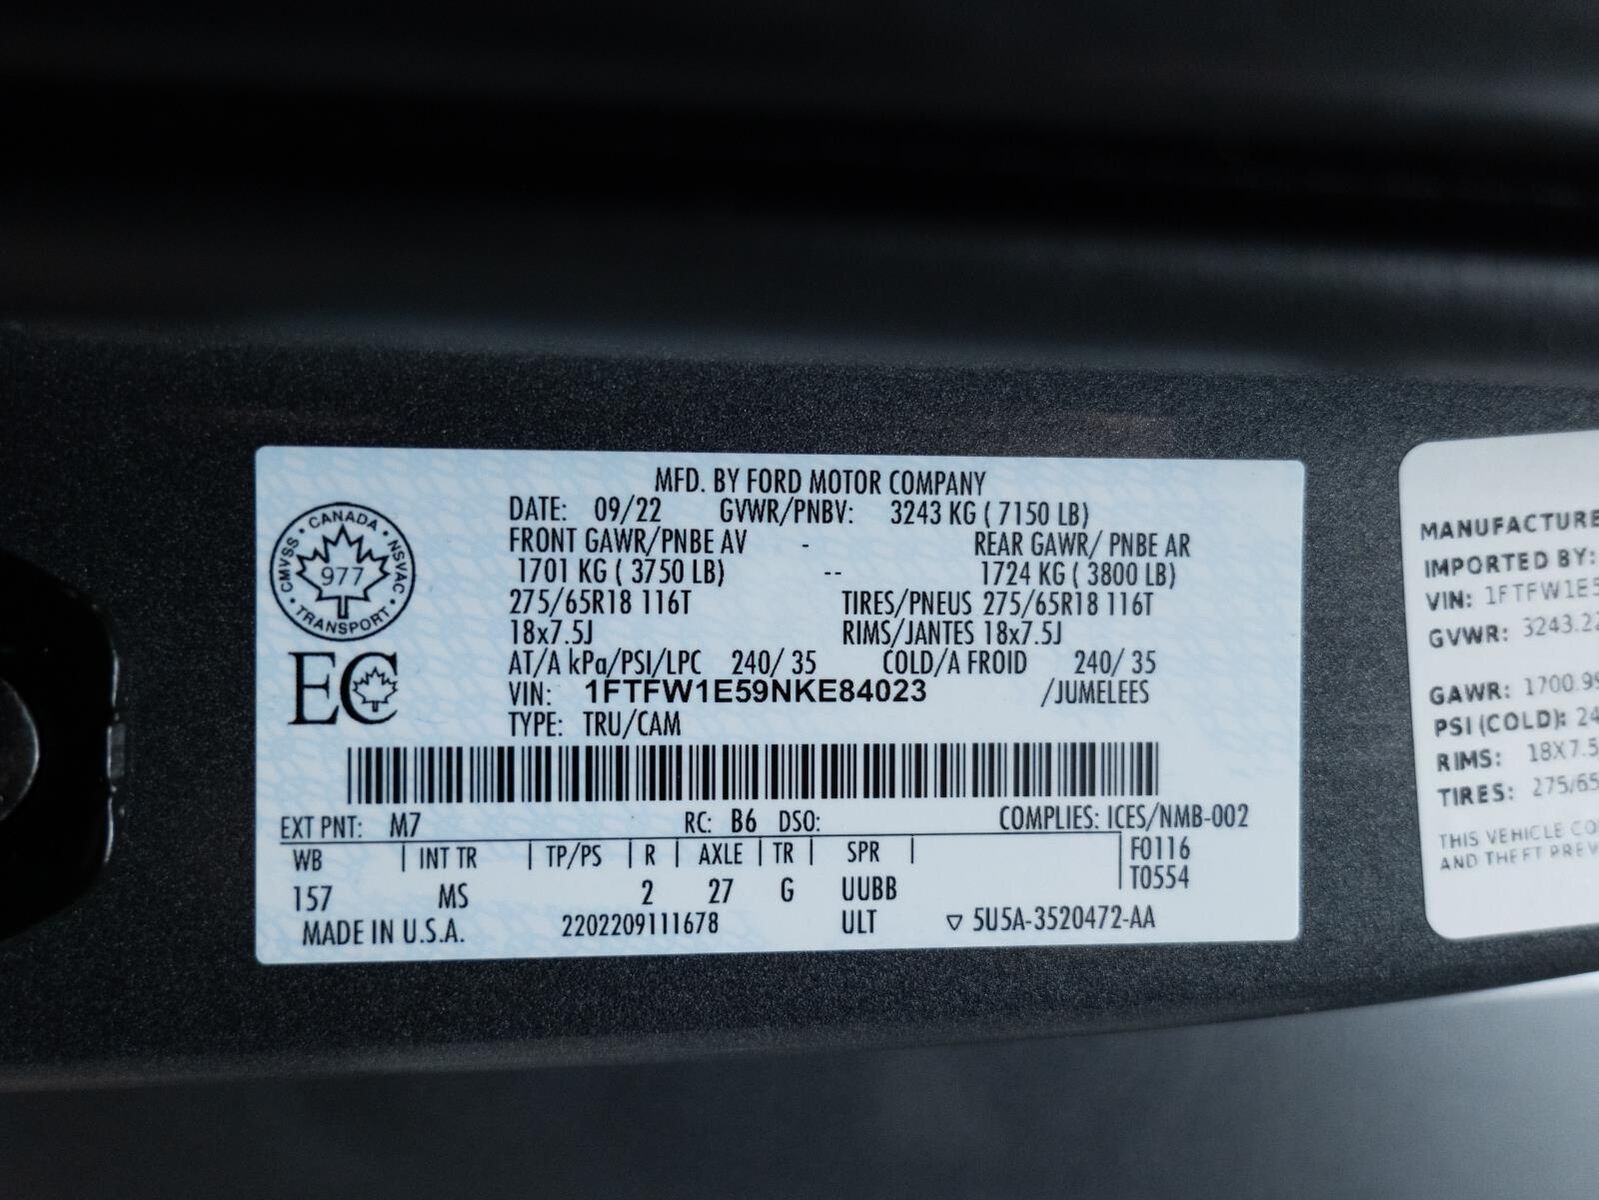 MFD. BY FORD MOTOR COMPANY
DATE: 09/22 GVWR/PNBV: 3243 KG ( 7150 LB)
FRONT GAWR/PNBE AV - REAR GAWR/ PNBE AR
1701 KG ( 3750 LB) -- 1724 KG ( 3800 LB)
275/65R18 116T TIRES/PNEUS 275/65R18 116T
18x7.5J RIMS/JANTES 18x7.5J
AT/A kPa/PSI/LPC 240/ 35 COLD/A FROID 240/ 35
VIN: 1FTFW1E59NKE84023 /JUMELEES
TYPE: TRU/CAM
CANADA
CMVSS • NSVAC
977
TRANSPORT
EC
EXT PNT: M7 RC: B6 DSO: COMPLIES: ICES/NMB-002
WB | INT TR | TP/PS | R | AXLE | TR | SPR | F0116
157 MS 2 27 G UUBB T0554
MADE IN U.S.A. 2202209111678 ULT ▽ 5U5A-3520472-AA
MANUFACTURE
IMPORTED BY:
VIN: 1FTFW1E5
GVWR: 3243.22
GAWR: 1700.99
PSI (COLD): 24
RIMS: 18X7.5
TIRES: 275/65
THIS VEHICLE CO
AND THEFT PREV